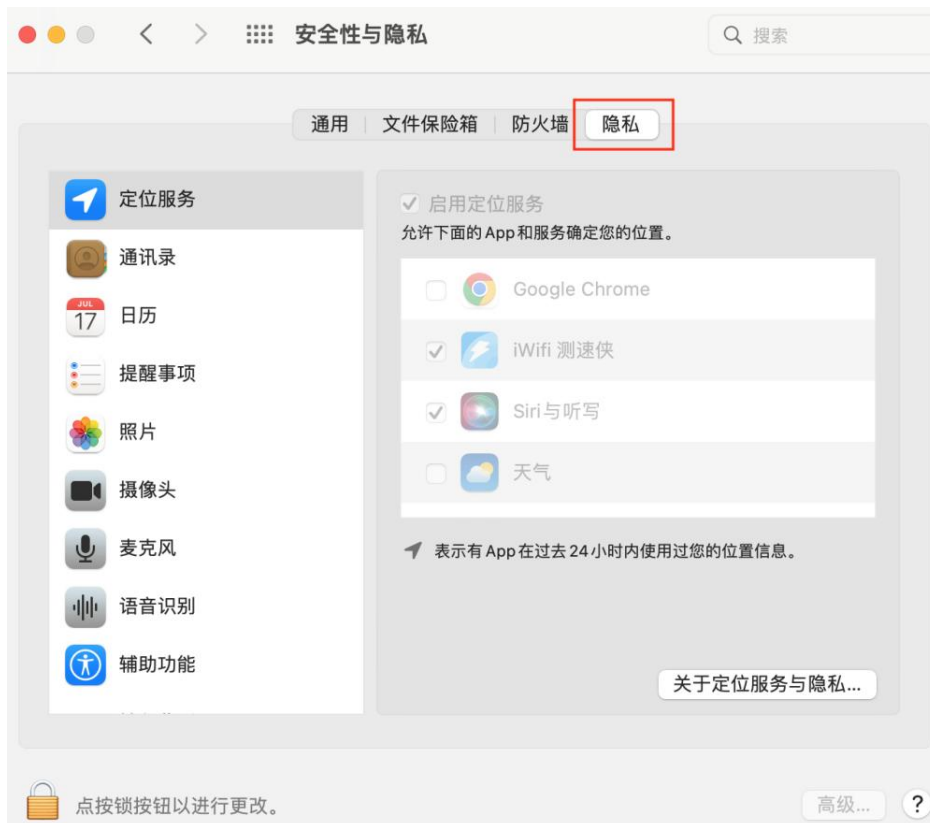 安全性与隐私
搜索
通用 文件保险箱 防火墙 隐私
定位服务
通讯录
JUL
17
日历
提醒事项
照片
摄像头
麦克风
语音识别
辅助功能
启用定位服务
允许下面的 App 和服务确定您的位置。
Google Chrome
iWifi 测速侠
Siri与听写
天气
表示有 App 在过去 24 小时内使用过您的位置信息。
关于定位服务与隐私...
点按锁按钮以进行更改。
高级...
?